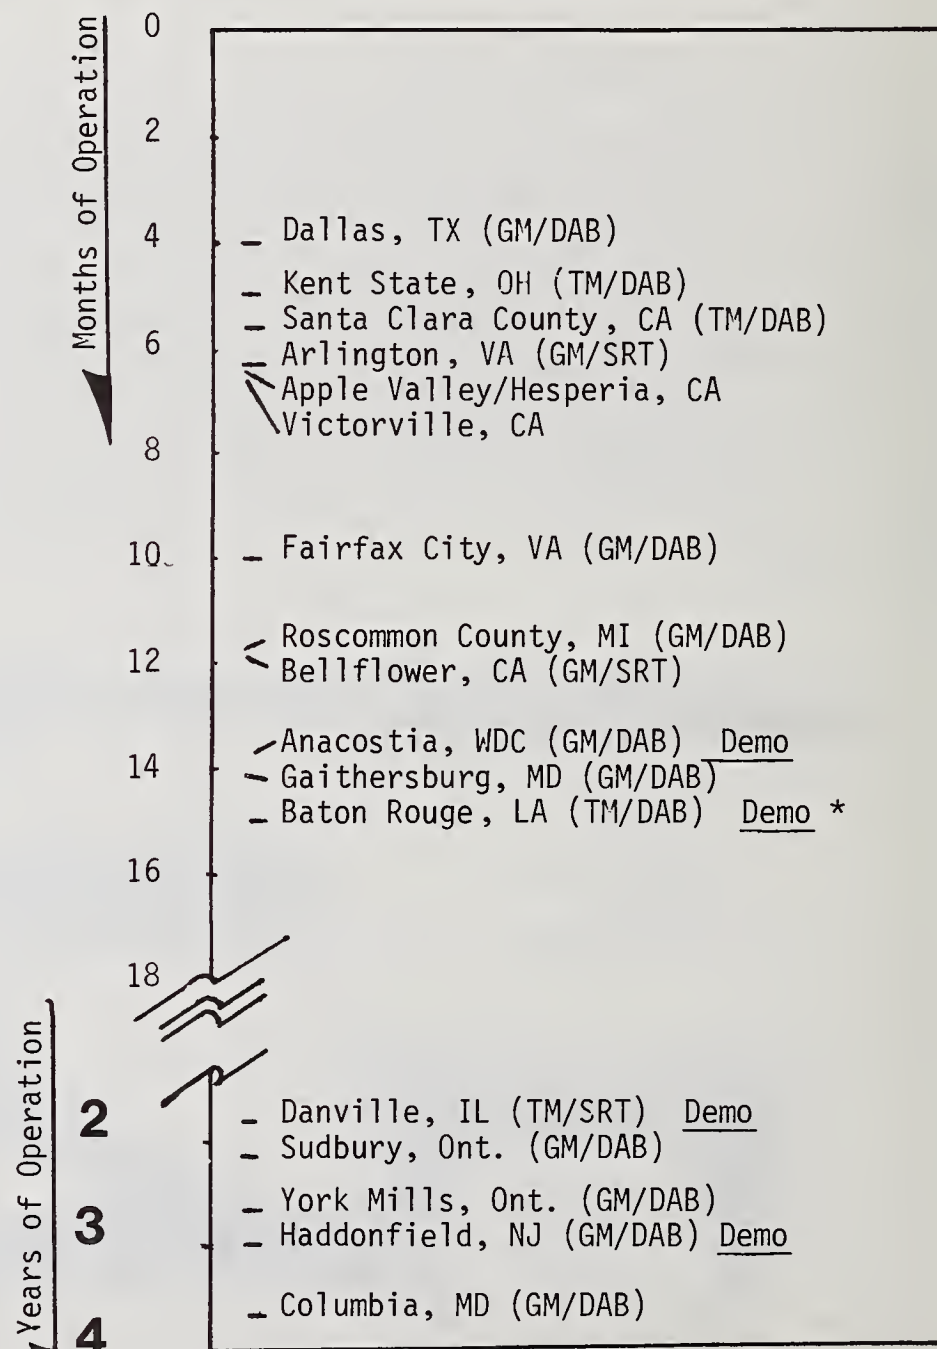 Months of Operation
0
2
4
Dallas, TX (GM/DAB)
Kent State, OH (TM/DAB)
Santa Clara County, CA (TM/DAB)
6
Arlington, VA (GM/SRT)
Apple Valley/Hesperia, CA
Victorville, CA
8
10
Fairfax City, VA (GM/DAB)
Roscommon County, MI (GM/DAB)
12
Bellflower, CA (GM/SRT)
Anacostia, WDC (GM/DAB) Demo
14
Gaithersburg, MD (GM/DAB)
Baton Rouge, LA (TM/DAB) Demo *
16
18
Years of Operation
2
Danville, IL (TM/SRT) Demo
Sudbury, Ont. (GM/DAB)
3
York Mills, Ont. (GM/DAB)
Haddonfield, NJ (GM/DAB) Demo
4
Columbia, MD (GM/DAB)